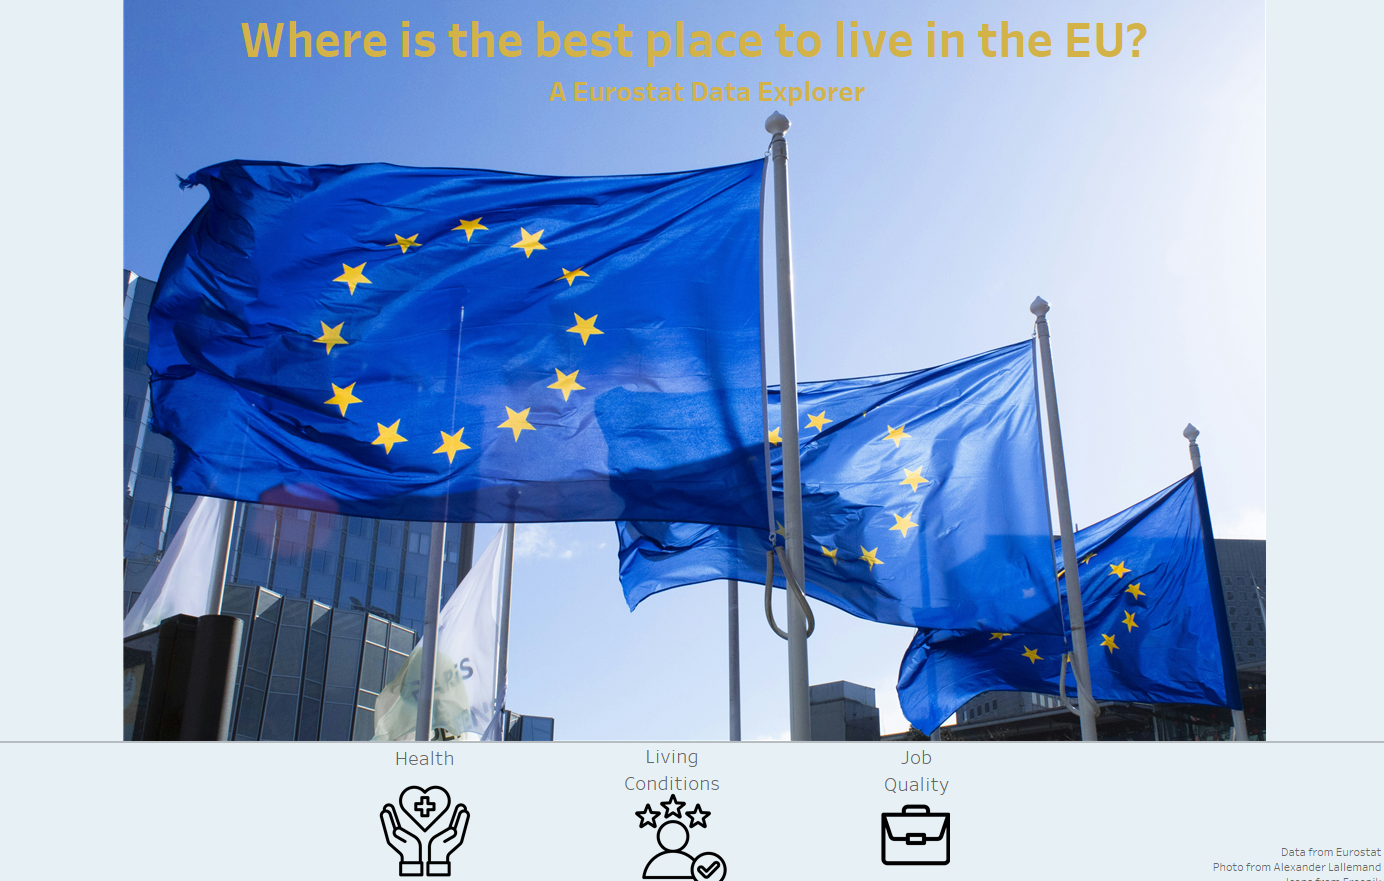 Where is the best place to live in the EU?
A Eurostat Data Explorer
Health
Living
Conditions
Job
Quality
Data from Eurostat
Photo from Alexander Lallemand